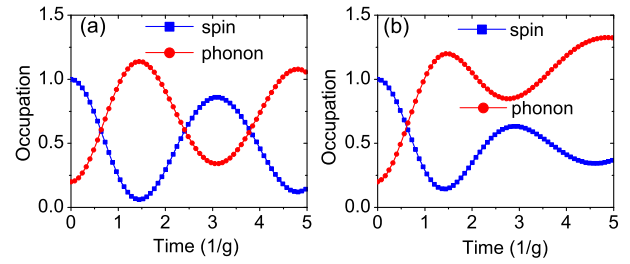 (a)
spin
phonon
1.5
1.0
0.5
0.0
Occupation
0 1 2 3 4 5
Time (1/g)
(b)
spin
phonon
1.5
1.0
0.5
0.0
Occupation
0 1 2 3 4 5
Time (1/g)